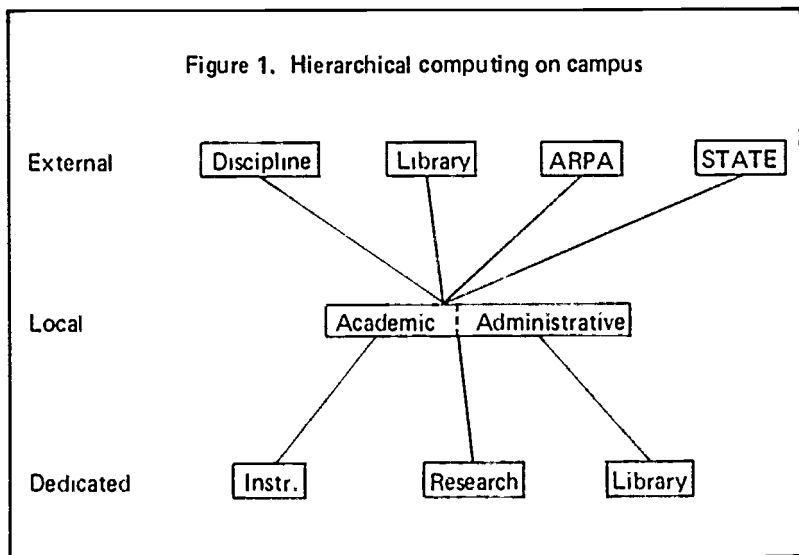 Figure 1. Hierarchical computing on campus
External Discipline Library ARPA STATE
Local Academic Administrative
Dedicated Instr. Research Library